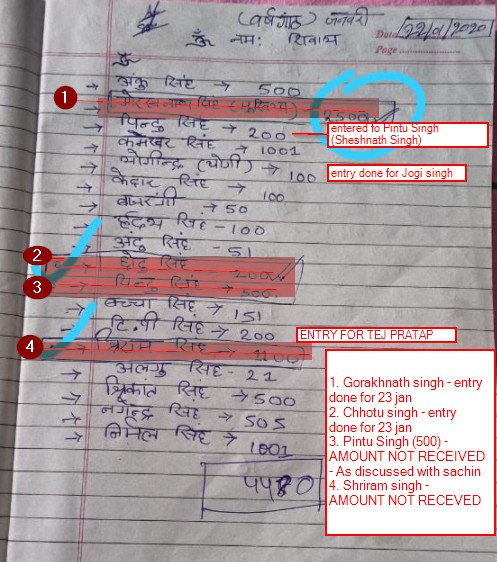 (वर्षगाठ) जनवरी
ॐ नमः शिवाय
Date 22/01/2020
Page
ॐ
→ अंकु सिंह → 500
1 → गोरखनाथ सिंह (मुखिया) 2500
→ पिन्टु सिंह → 200 entered fo Pintu Singh (Sheshnath Singh)
→ कमेश्वर सिंह → 1001
→ योगीन्द्र (योगी) → 100 entry done for Jogi singh
→ केदार सिंह → 100
→ बजरंगी → 50
→ सिंह - 100
→ अंटु सिंह - 51
2 → छोटु सिंह 200
3 → पिन्टु सिंह → 500
→ बच्चा सिंह → 151
→ टि.पी सिंह → 200 ENTRY FOR TEJ PRATAP
4 → श्रिराम सिंह → 1100
→ अलगु सिंह - 21
→ श्रिकांत सिंह → 500
→ नगेन्द्र सिंह → 505
→ निर्मल सिंह → 1001
4480
1. Gorakhnath singh - entry
done for 23 jan
2. Chhotu singh - entry
done for 23 jan
3. Pintu Singh (500) -
AMOUNT NOT RECEIVED
- As discussed with sachin
4. Shriram singh -
AMOUNT NOT RECEVED